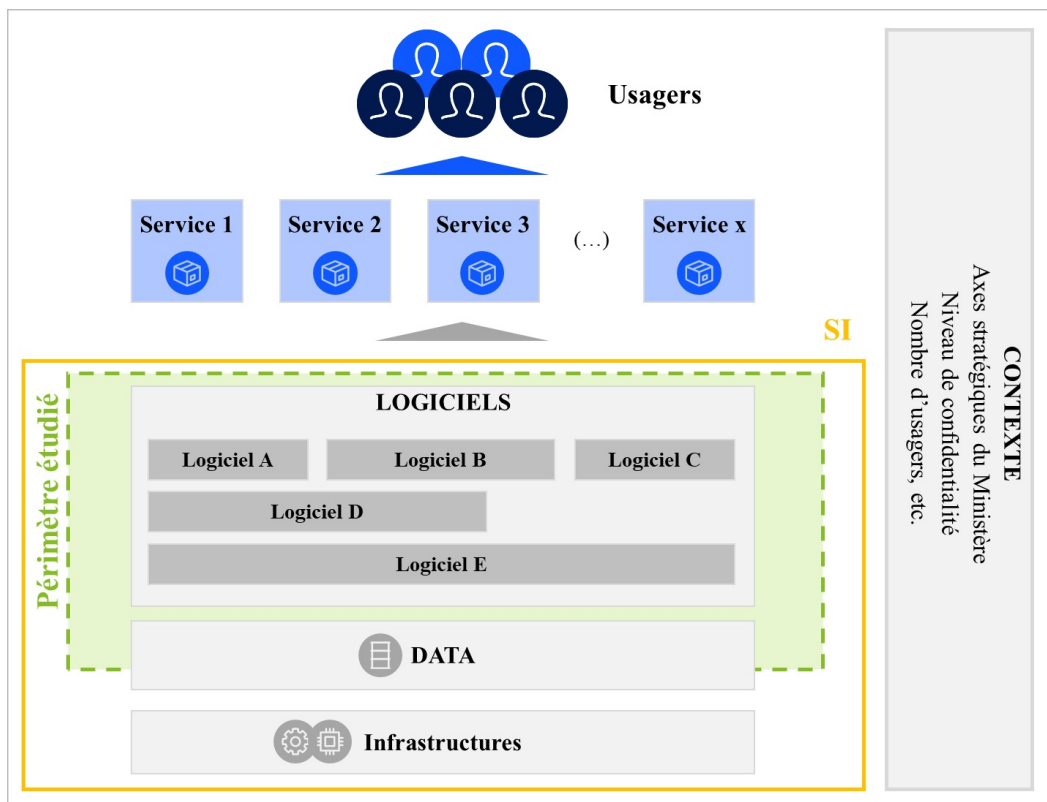 Usagers
Service 1
Service 2
Service 3
(…)
Service x
SI
Périmètre étudié
LOGICIELS
Logiciel A
Logiciel B
Logiciel C
Logiciel D
Logiciel E
DATA
Infrastructures
CONTEXTE
Axes stratégiques du Ministère
Niveau de confidentialité
Nombre d’usagers, etc.